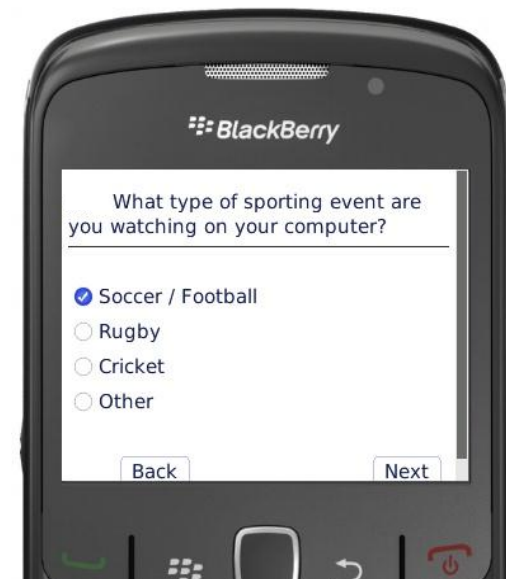 BlackBerry
What type of sporting event are
you watching on your computer?
Soccer / Football
Rugby
Cricket
Other
Back
Next